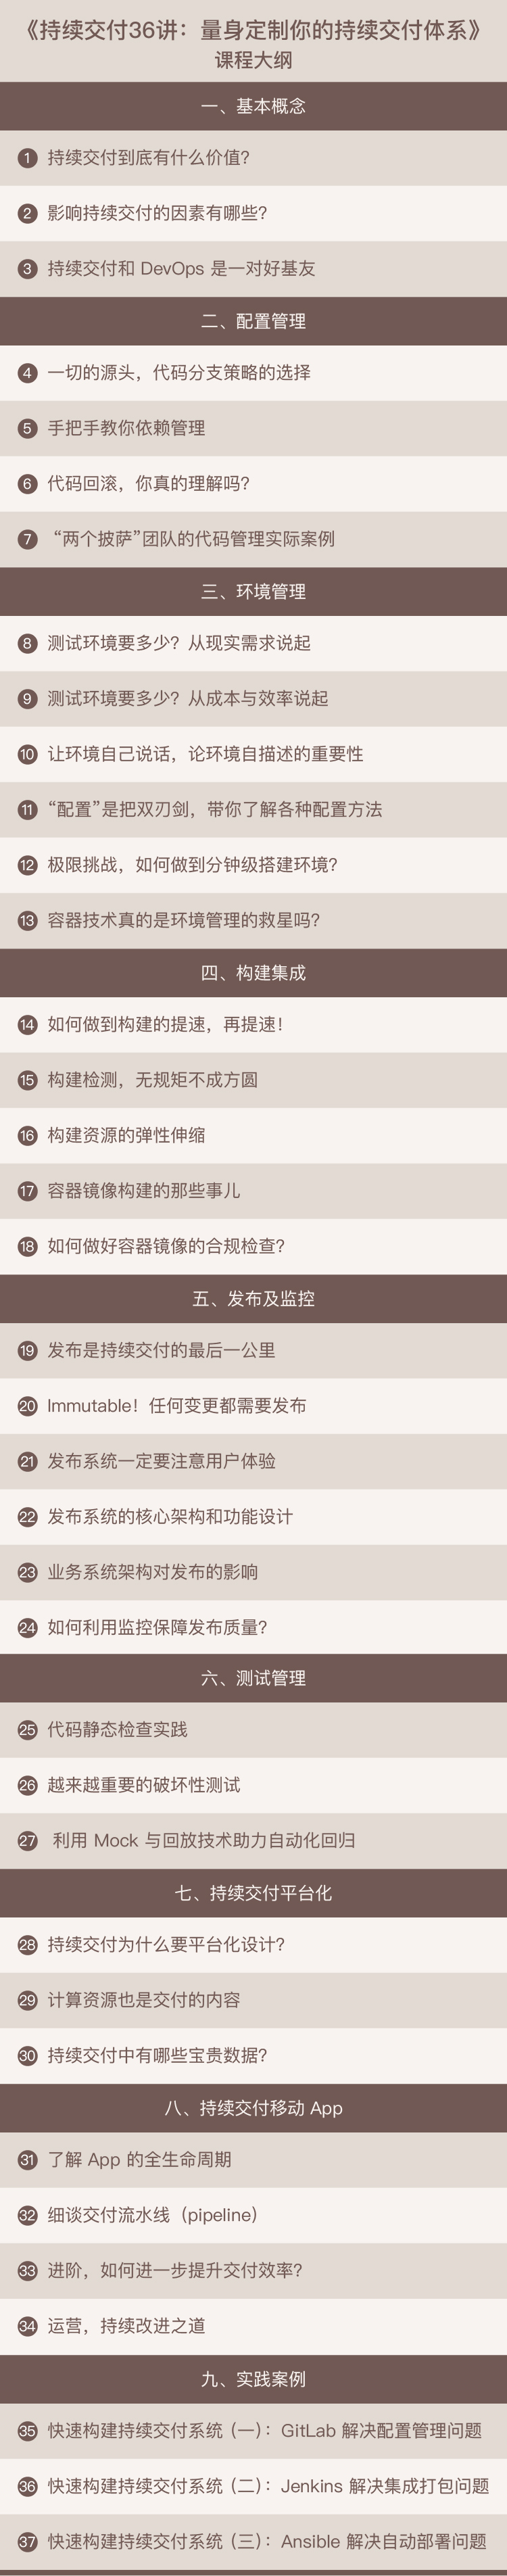 《持续交付36讲：量身定制你的持续交付体系》
课程大纲
一、基本概念
1 持续交付到底有什么价值?
2 影响持续交付的因素有哪些?
3 持续交付和 DevOps 是一对好基友
二、配置管理
4 一切的源头，代码分支策略的选择
5 手把手教你依赖管理
6 代码回滚，你真的理解吗?
7 “两个披萨”团队的代码管理实际案例
三、环境管理
8 测试环境要多少？从现实需求说起
9 测试环境要多少？从成本与效率说起
10 让环境自己说话，论环境自描述的重要性
11 “配置”是把双刃剑，带你了解各种配置方法
12 极限挑战，如何做到分钟级搭建环境?
13 容器技术真的是环境管理的救星吗?
四、构建集成
14 如何做到构建的提速，再提速！
15 构建检测，无规矩不成方圆
16 构建资源的弹性伸缩
17 容器镜像构建的那些事儿
18 如何做好容器镜像的合规检查?
五、发布及监控
19 发布是持续交付的最后一公里
20 Immutable！任何变更都需要发布
21 发布系统一定要注意用户体验
22 发布系统的核心架构和功能设计
23 业务系统架构对发布的影响
24 如何利用监控保障发布质量?
六、测试管理
25 代码静态检查实践
26 越来越重要的破坏性测试
27 利用 Mock 与回放技术助力自动化回归
七、持续交付平台化
28 持续交付为什么要平台化设计?
29 计算资源也是交付的内容
30 持续交付中有哪些宝贵数据?
八、持续交付移动 App
31 了解 App 的全生命周期
32 细谈交付流水线（pipeline）
33 进阶，如何进一步提升交付效率?
34 运营，持续改进之道
九、实践案例
35 快速构建持续交付系统（一）：GitLab 解决配置管理问题
36 快速构建持续交付系统（二）：Jenkins 解决集成打包问题
37 快速构建持续交付系统（三）：Ansible 解决自动部署问题